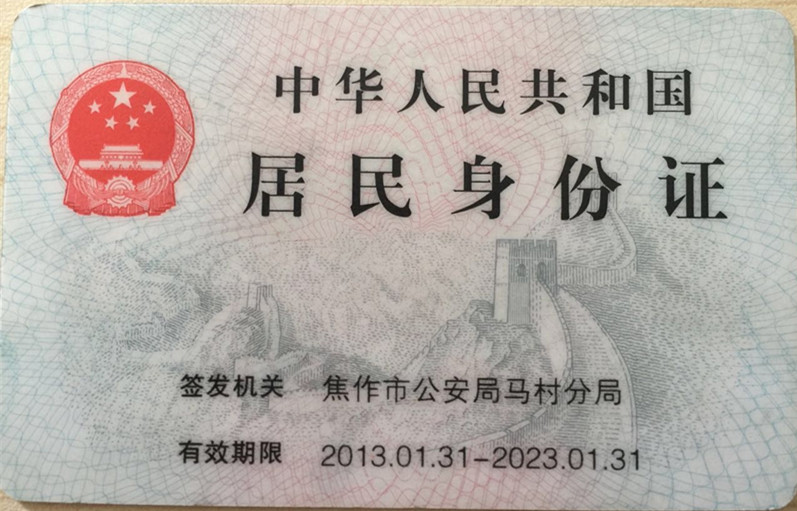 中华人民共和国
居民身份证
签发机关 焦作市公安局马村分局
有效期限 2013.01.31-2023.01.31